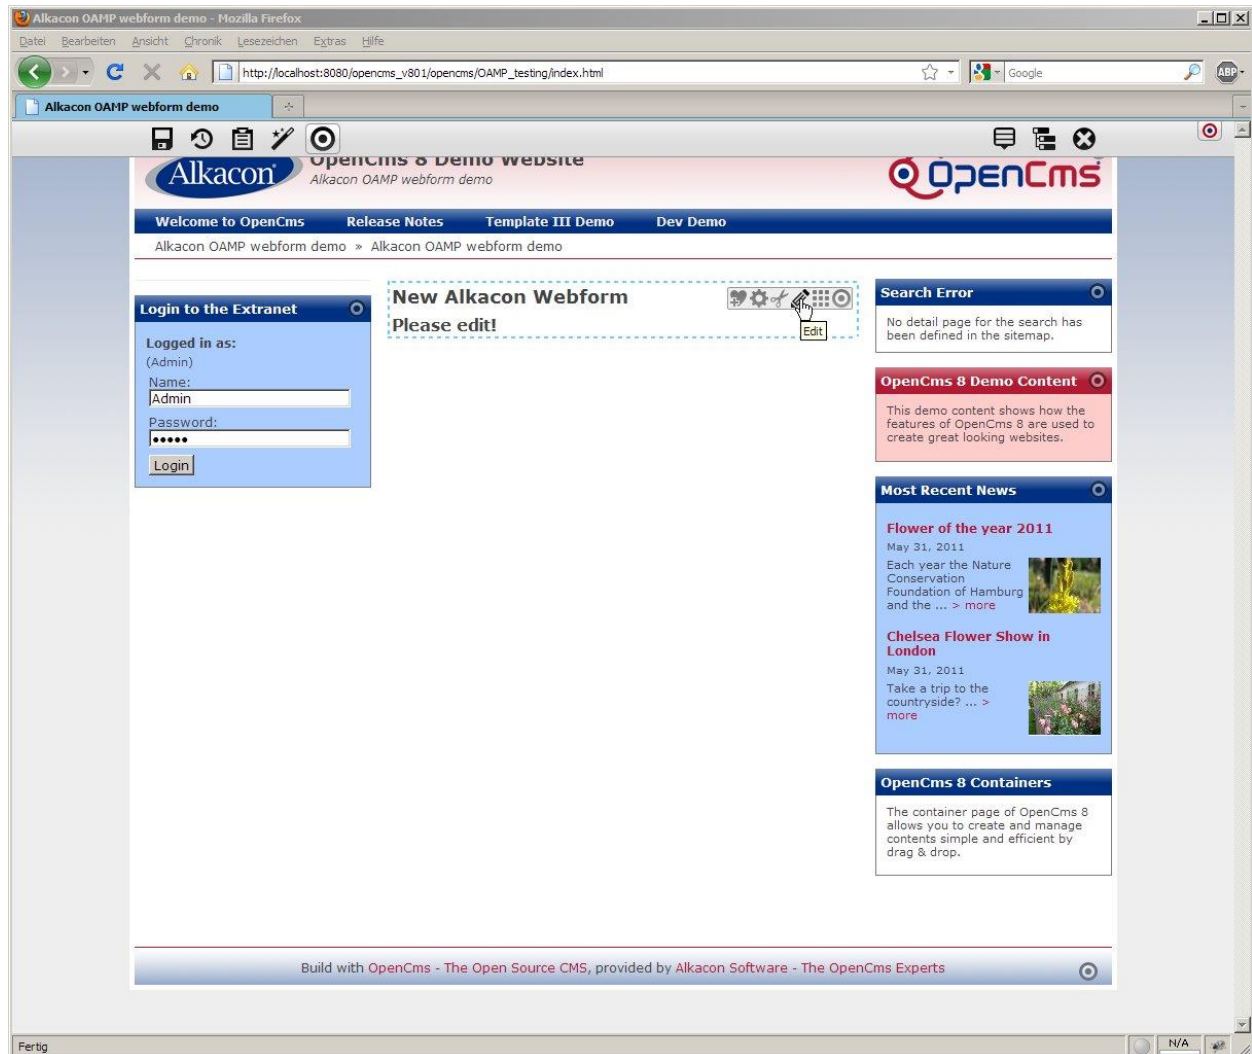 Alkacon OAMP webform demo - Mozilla Firefox
Datei Bearbeiten Ansicht Chronik Lesezeichen Extras Hilfe
http://localhost:8080/opencms_v801/opencms/OAMP_testing/index.html
Google
ABP
Alkacon OAMP webform demo
Alkacon
OpenCms 8 Demo Website
Alkacon OAMP webform demo
OpenCms
Welcome to OpenCms Release Notes Template III Demo Dev Demo
Alkacon OAMP webform demo » Alkacon OAMP webform demo
Login to the Extranet
Logged in as:
(Admin)
Name:
Admin
Password:
•••••
Login
New Alkacon Webform
Please edit!
Edit
Search Error
No detail page for the search has
been defined in the sitemap.
OpenCms 8 Demo Content
This demo content shows how the
features of OpenCms 8 are used to
create great looking websites.
Most Recent News
Flower of the year 2011
May 31, 2011
Each year the Nature
Conservation
Foundation of Hamburg
and the ... > more
Chelsea Flower Show in
London
May 31, 2011
Take a trip to the
countryside? ... >
more
OpenCms 8 Containers
The container page of OpenCms 8
allows you to create and manage
contents simple and efficient by
drag & drop.
Build with OpenCms - The Open Source CMS, provided by Alkacon Software - The OpenCms Experts
Fertig
N/A